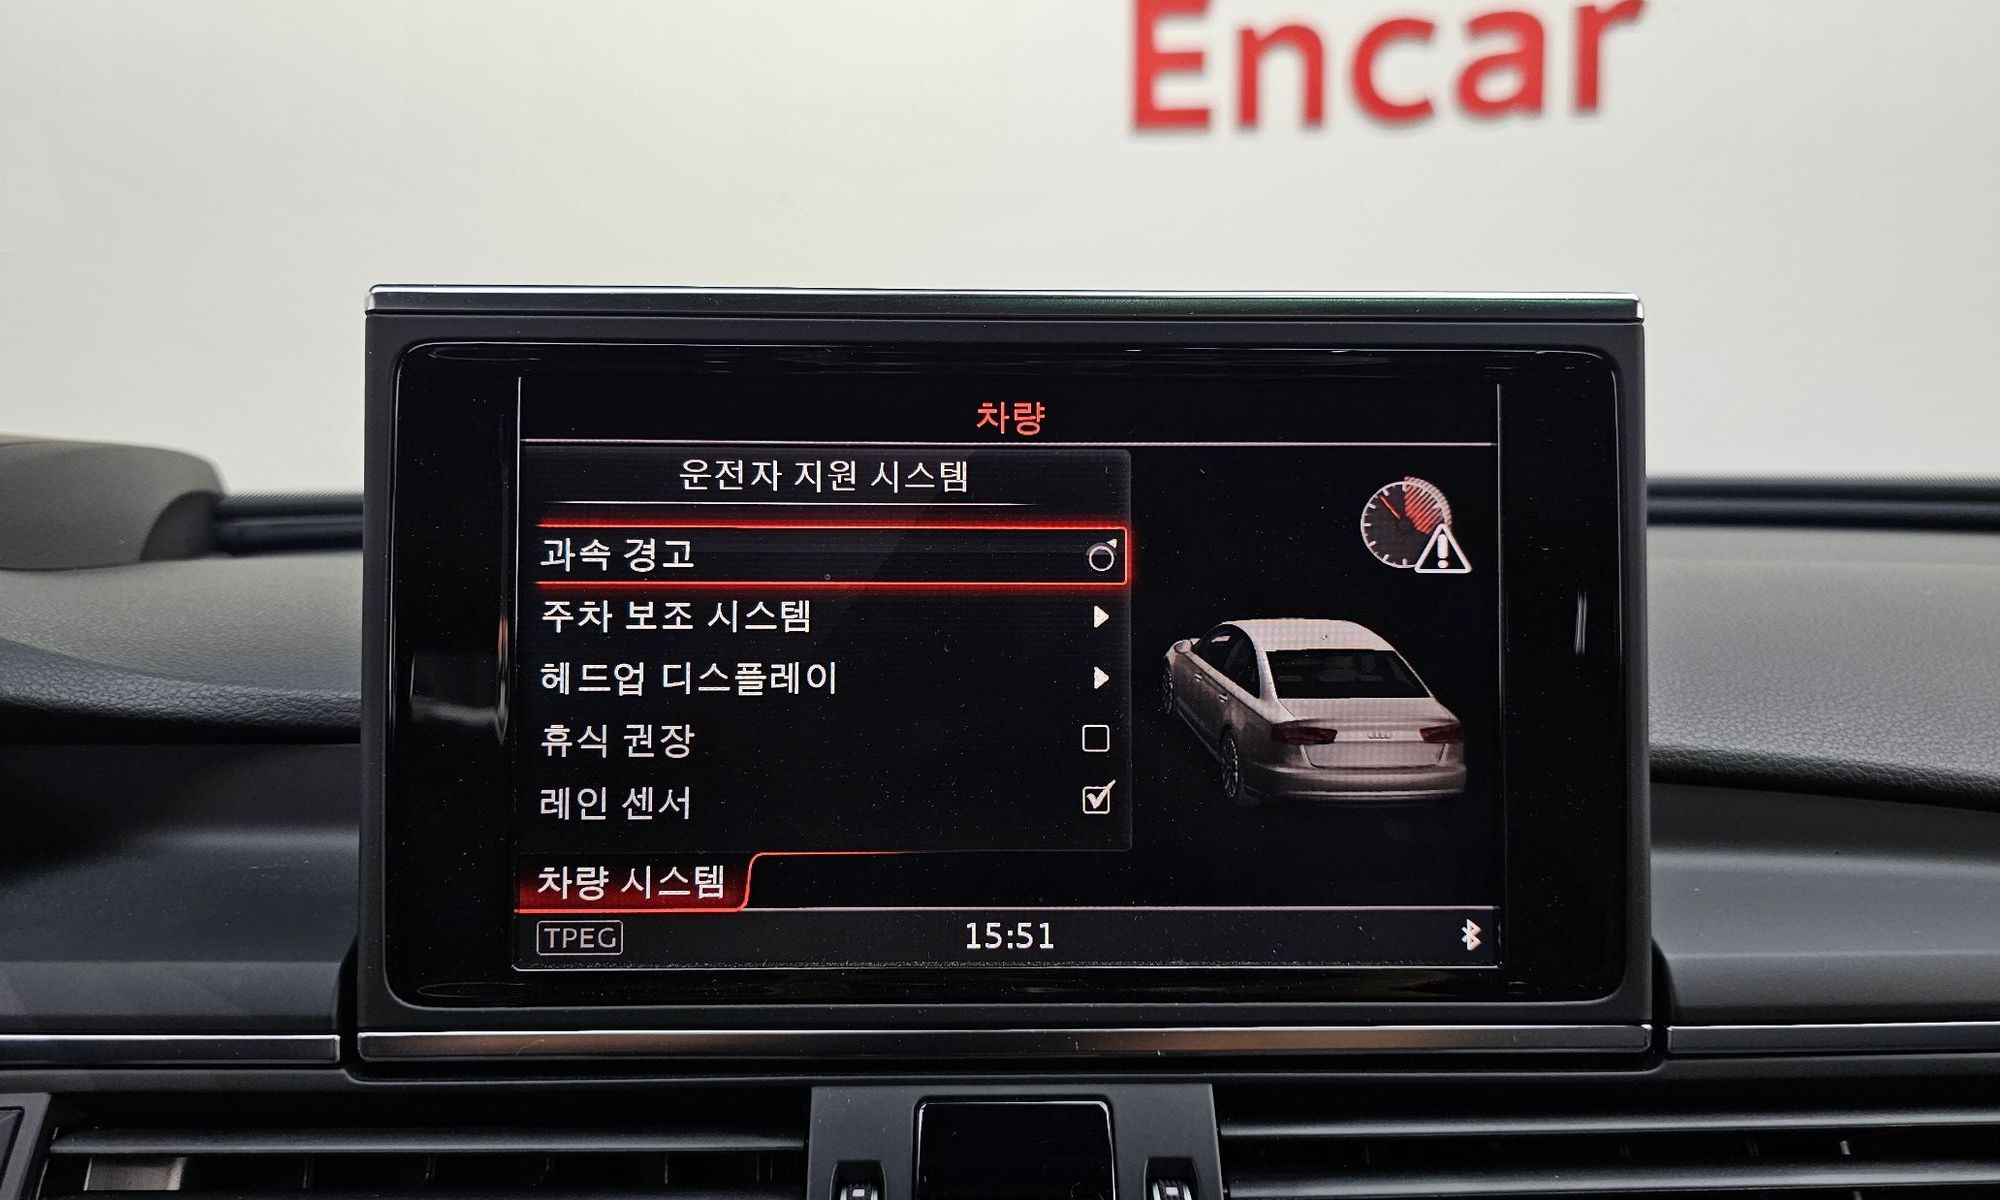 Encar
차량
운전자 지원 시스템
과속 경고
주차 보조 시스템
헤드업 디스플레이
휴식 권장
레인 센서
차량 시스템
TPEG
15:51